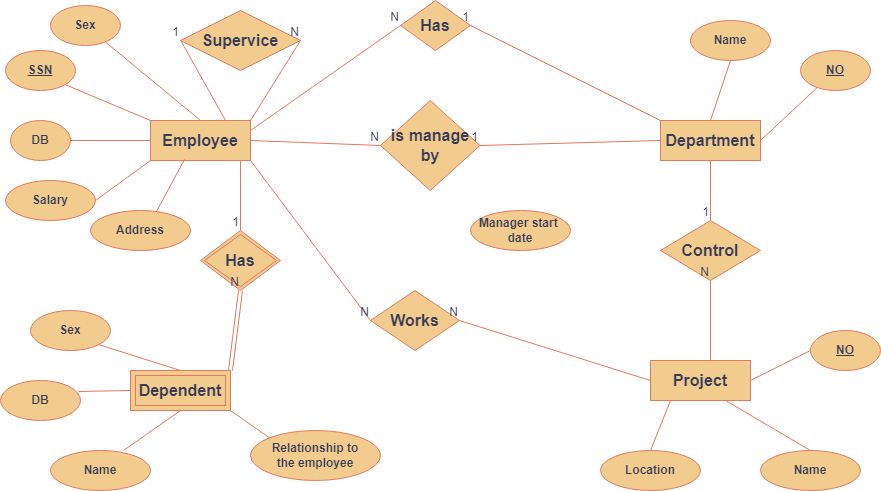 Sex
N
1
Has
1
N
Supervice
Name
SSN
NO
Employee
DB
N
is manage
by
1
Department
Salary
Address
1
Manager start
date
1
Has
N
Control
N
Works
N
N
Sex
NO
Dependent
DB
Project
Name
Relationship to
the employee
Location
Name